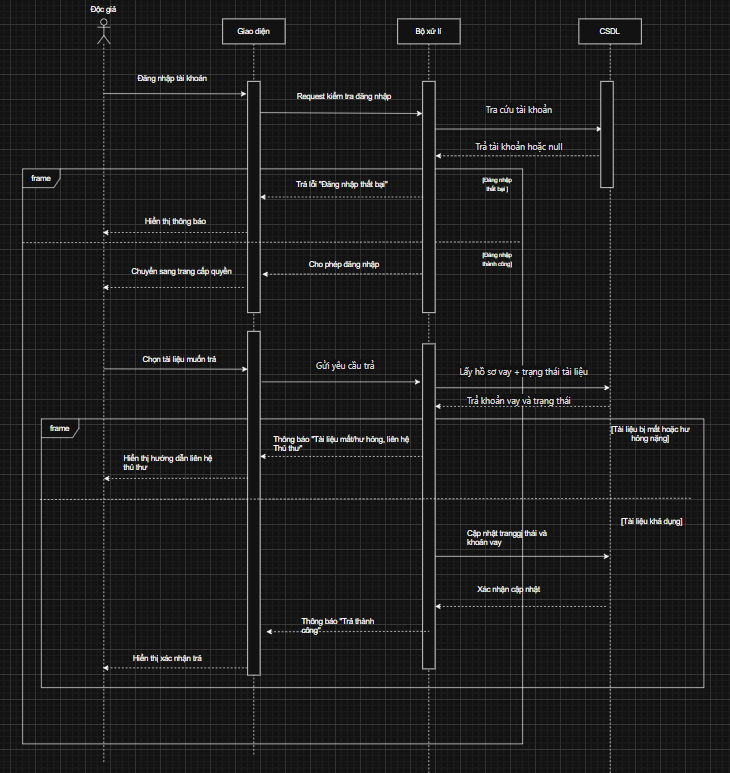 Độc giả
Giao diện
Bộ xử lí
CSDL
Đăng nhập tài khoản
Request kiểm tra đăng nhập
Tra cứu tài khoản
Trả tài khoản hoặc null
frame
Trả lỗi "Đăng nhập thất bại"
[Đăng nhập
thất bại ]
Hiển thị thông báo
[Đăng nhập
thành công]
Cho phép đăng nhập
Chuyển sang trang cấp quyền
Chọn tài liệu muốn trả
Gửi yêu cầu trả
Lấy hồ sơ vay + trạng thái tài liệu
Trả khoản vay và trạng thái
frame
[Tài liệu bị mất hoặc hư
hỏng nặng]
Thông báo "Tài liệu mất/hư hỏng, liên hệ
Thủ thư"
Hiển thị hướng dẫn liên hệ
thủ thư
[Tài liệu khả dụng]
Cập nhật tranggj thái và
khoản vay
Xác nhận cập nhật
Thông báo "Trả thành
công"
Hiển thị xác nhận trả